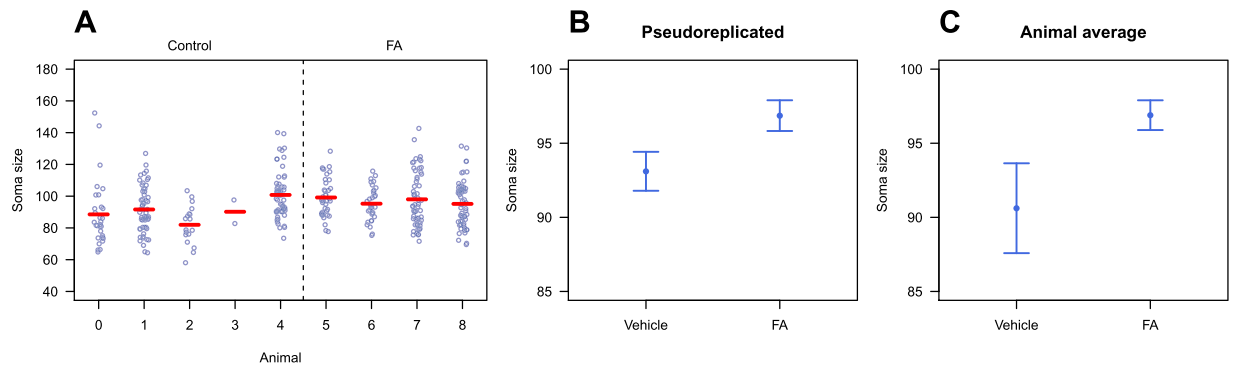 A
Control
FA
180
160
140
120
100
80
60
40
Soma size
0 1 2 3 4 5 6 7 8
Animal
B
Pseudoreplicated
100
95
90
85
Soma size
Vehicle FA
C
Animal average
100
95
90
85
Soma size
Vehicle FA